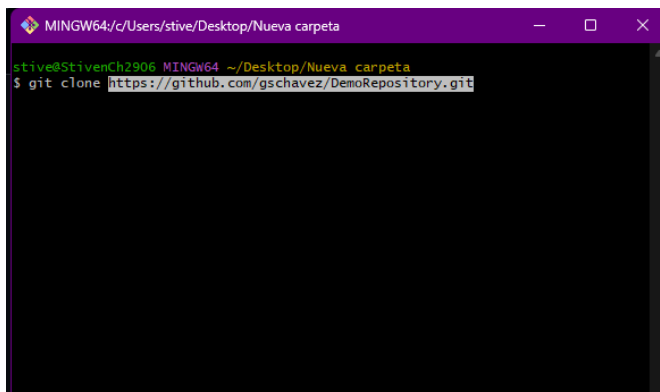 MINGW64:/c/Users/stive/Desktop/Nueva carpeta
stive@StivenCh2906 MINGW64 ~/Desktop/Nueva carpeta
$ git clone https://github.com/gschavez/DemoRepository.git